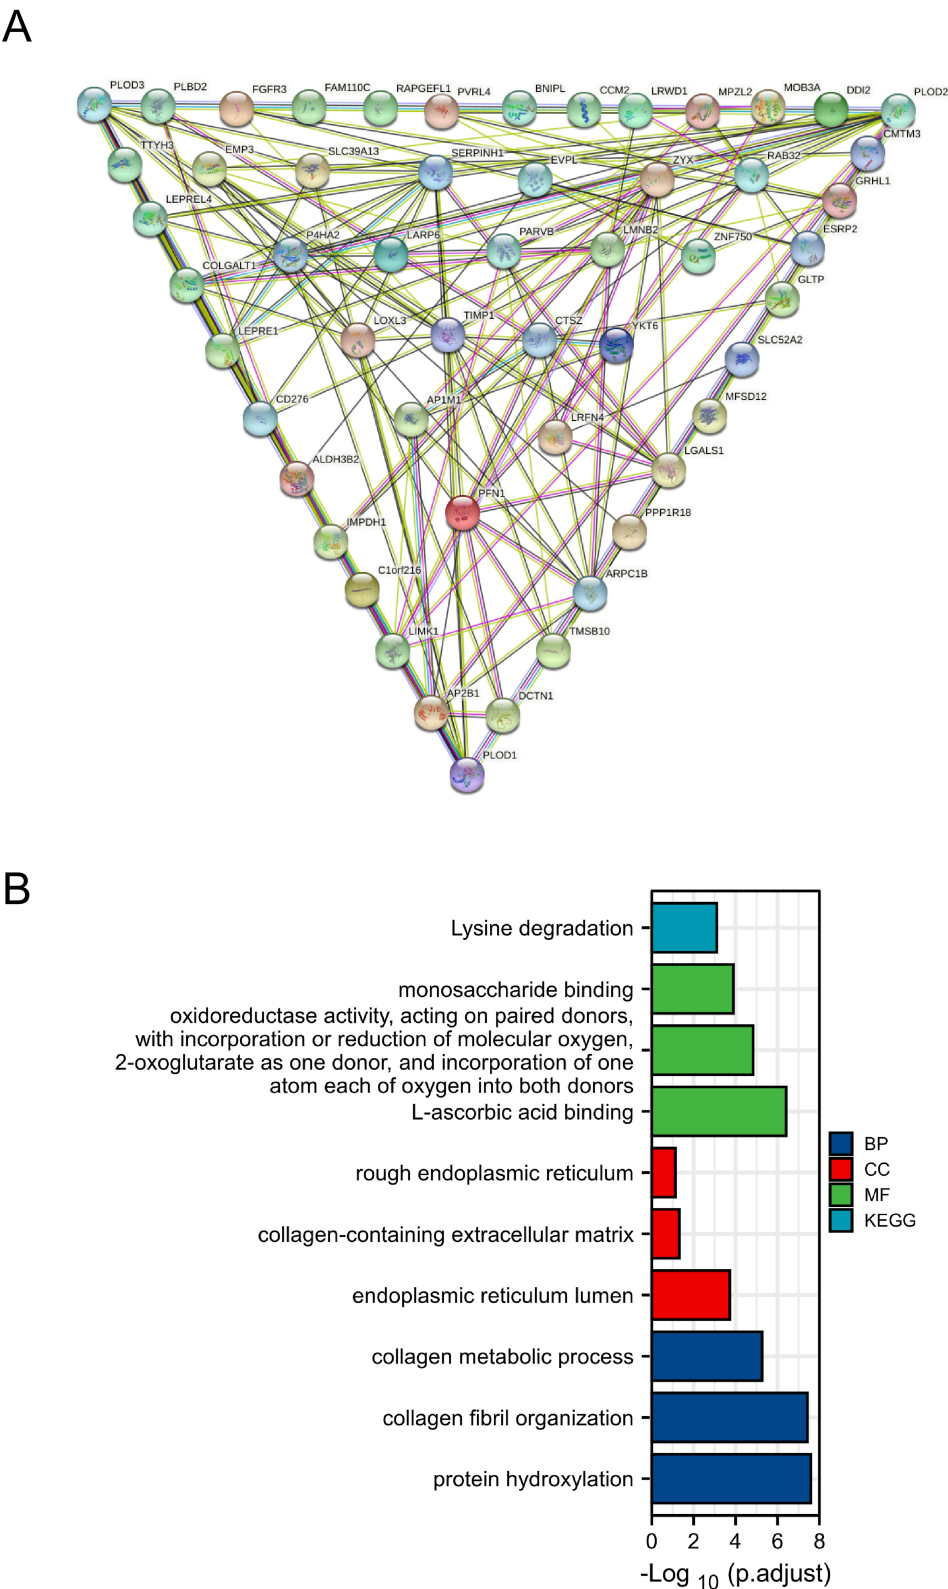 A
PLOD3
PLBD2
FGFR3
FAM110C
RAPGEFL1
PVRL4
BNIPL
CCM2
LRWD1
MPZL2
MOB3A
DDI2
PLOD2
CMTM3
TTYH3
EMP3
SLC39A13
SERPINH1
EVPL
ZYX
RAB32
GRHL1
LEPREL4
P4HA2
LARP6
PARVB
LMNB2
ZNF750
ESRP2
COLGALT1
GLTP
LEPRE1
LOXL3
TIMP1
CTSZ
YKT6
SLC52A2
CD276
AP1M1
LRFN4
MFSD12
ALDH3B2
LGALS1
IMPDH1
PFN1
PPP1R18
C1orf216
ARPC1B
LIMK1
TMSB10
AP2B1
DCTN1
PLOD1
B
Lysine degradation
monosaccharide binding
oxidoreductase activity, acting on paired donors,
with incorporation or reduction of molecular oxygen,
2-oxoglutarate as one donor, and incorporation of one
atom each of oxygen into both donors
L-ascorbic acid binding
rough endoplasmic reticulum
collagen-containing extracellular matrix
endoplasmic reticulum lumen
collagen metabolic process
collagen fibril organization
protein hydroxylation
BP
CC
MF
KEGG
0 2 4 6 8
-Log 10 (p.adjust)